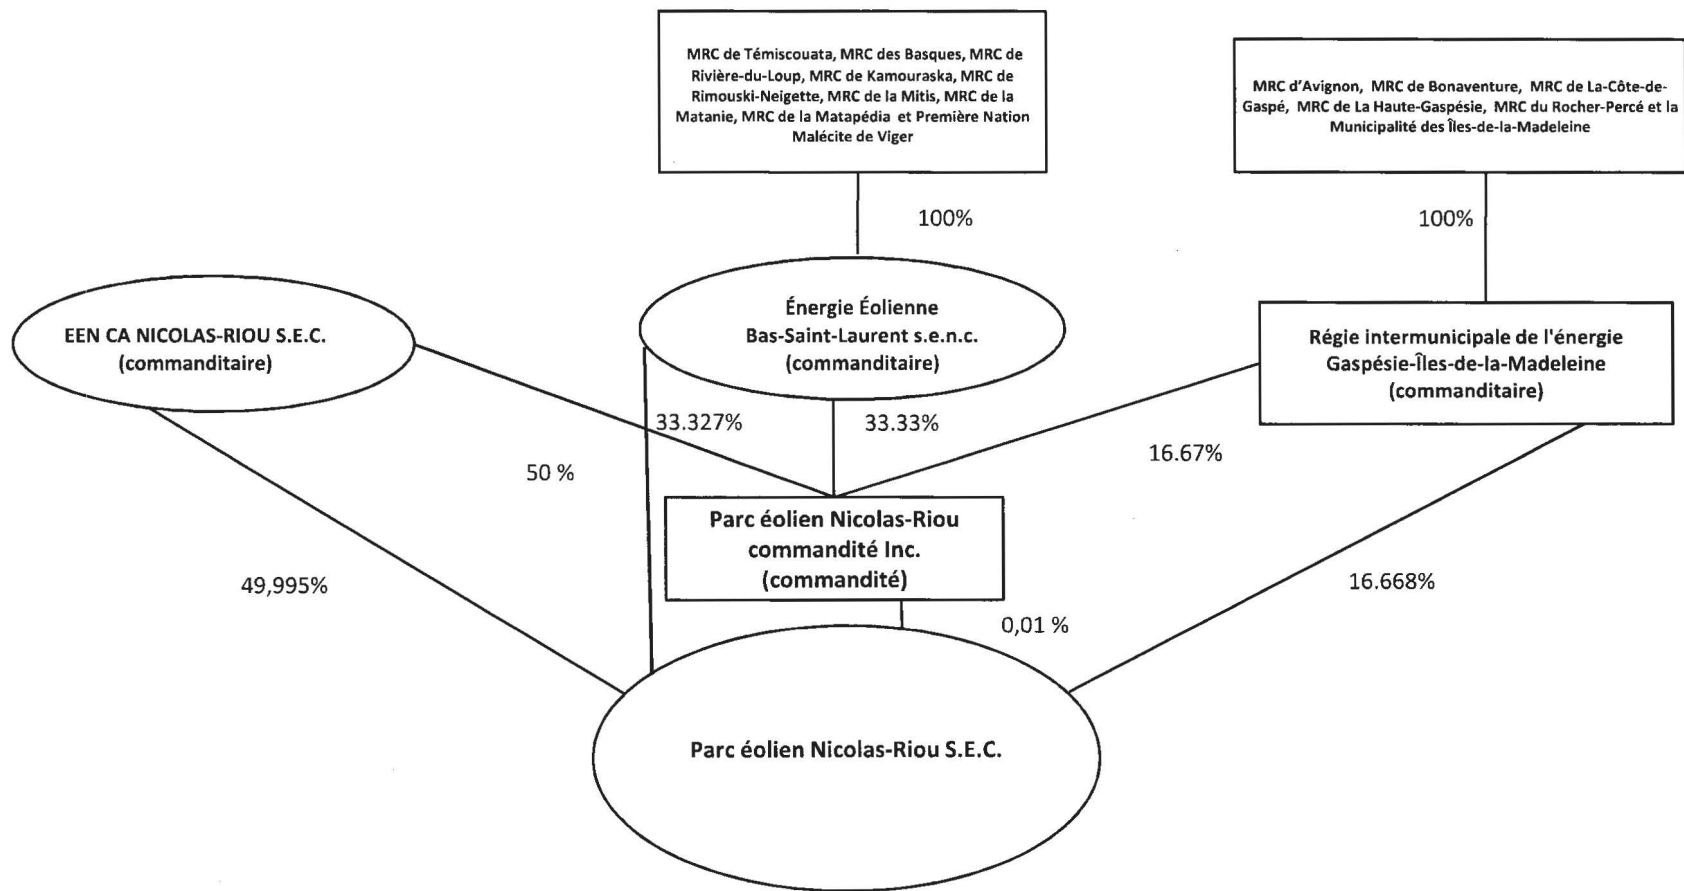 MRC de Témiscouata, MRC des Basques, MRC de
Rivière-du-Loup, MRC de Kamouraska, MRC de
Rimouski-Neigette, MRC de la Mitis, MRC de la
Matanie, MRC de la Matapédia et Première Nation
Malécite de Viger
MRC d'Avignon, MRC de Bonaventure, MRC de La-Côte-de-
Gaspé, MRC de La Haute-Gaspésie, MRC du Rocher-Percé et la
Municipalité des Îles-de-la-Madeleine
100%
100%
EEN CA NICOLAS-RIOU S.E.C.
(commanditaire)
Énergie Éolienne
Bas-Saint-Laurent s.e.n.c.
(commanditaire)
Régie intermunicipale de l'énergie
Gaspésie-Îles-de-la-Madeleine
(commanditaire)
33.327%
33.33%
16.67%
50 %
Parc éolien Nicolas-Riou
commandité Inc.
(commandité)
49,995%
16.668%
0,01 %
Parc éolien Nicolas-Riou S.E.C.